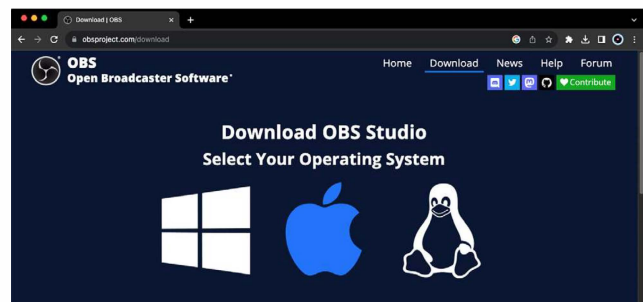 Download | OBS
obsproject.com/download
OBS
Open Broadcaster Software
Home Download News Help Forum
Contribute
Download OBS Studio
Select Your Operating System